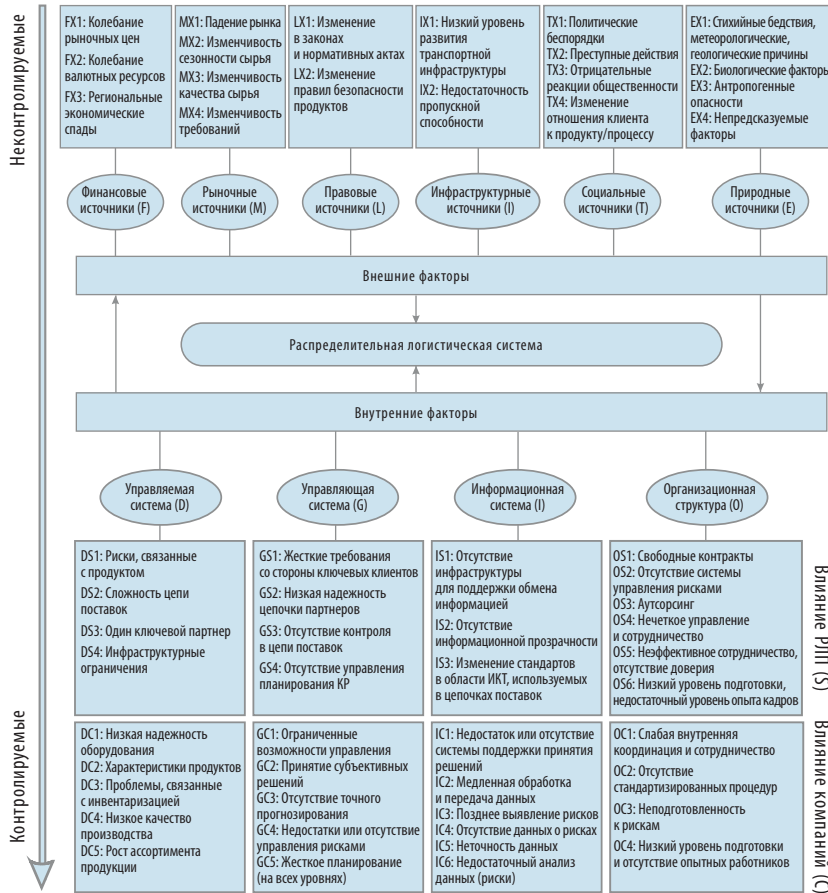 Неконтролируемые
FX1: Колебание
рыночных цен
FX2: Колебание
валютных ресурсов
FX3: Региональные
экономические
спады
MX1: Падение рынка
MX2: Изменчивость
сезонности сырья
MX3: Изменчивость
качества сырья
MX4: Изменчивость
требований
LX1: Изменение
в законах
и нормативных актах
LX2: Изменение
правил безопасности
продуктов
IX1: Низкий уровень
развития
транспортной
инфраструктуры
IX2: Недостаточность
пропускной
способности
TX1: Политические
беспорядки
TX2: Преступные действия
TX3: Отрицательные
реакции общественности
TX4: Изменение
отношения клиента
к продукту/процессу
EX1: Стихийные бедствия,
метеорологические,
геологические причины
EX2: Биологические факторы
EX3: Антропогенные
опасности
EX4: Непредсказуемые
факторы
Финансовые
источники (F)
Рыночные
источники (M)
Правовые
источники (L)
Инфраструктурные
источники (I)
Социальные
источники (T)
Природные
источники (E)
Внешние факторы
Распределительная логистическая система
Внутренние факторы
Управляемая
система (D)
Управляющая
система (G)
Информационная
система (I)
Организационная
структура (O)
DS1: Риски, связанные
с продуктом
DS2: Сложность цепи
поставок
DS3: Один ключевой партнер
DS4: Инфраструктурные
ограничения
GS1: Жесткие требования
со стороны ключевых клиентов
GS2: Низкая надежность
цепочки партнеров
GS3: Отсутствие контроля
в цепи поставок
GS4: Отсутствие управления
планирования КР
IS1: Отсутствие
инфраструктуры
для поддержки обмена
информацией
IS2: Отсутствие
информационной прозрачности
IS3: Изменение стандартов
в области ИКТ, используемых
в цепочках поставок
OS1: Свободные контракты
OS2: Отсутствие системы
управления рисками
OS3: Аутсорсинг
OS4: Нечеткое управление
и сотрудничество
OS5: Неэффективное сотрудничество,
отсутствие доверия
OS6: Низкий уровень подготовки,
недостаточный уровень опыта кадров
Влияние РЛП (S)
Контролируемые
DC1: Низкая надежность
оборудования
DC2: Характеристики продуктов
DC3: Проблемы, связанные
с инвентаризацией
DC4: Низкое качество
производства
DC5: Рост ассортимента
продукции
GC1: Ограниченные
возможности управления
GC2: Принятие субъективных
решений
GC3: Отсутствие точного
прогнозирования
GC4: Недостатки или отсутствие
управления рисками
GC5: Жесткое планирование
(на всех уровнях)
IC1: Недостаток или отсутствие
системы поддержки принятия
решений
IC2: Медленная обработка
и передача данных
IC3: Позднее выявление рисков
IC4: Отсутствие данных о рисках
IC5: Неточность данных
IC6: Недостаточный анализ
данных (риски)
OC1: Слабая внутренняя
координация и сотрудничество
OC2: Отсутствие
стандартизированных процедур
OC3: Неподготовленность
к рискам
OC4: Низкий уровень подготовки
и отсутствие опытных работников
Влияние компаний (C)